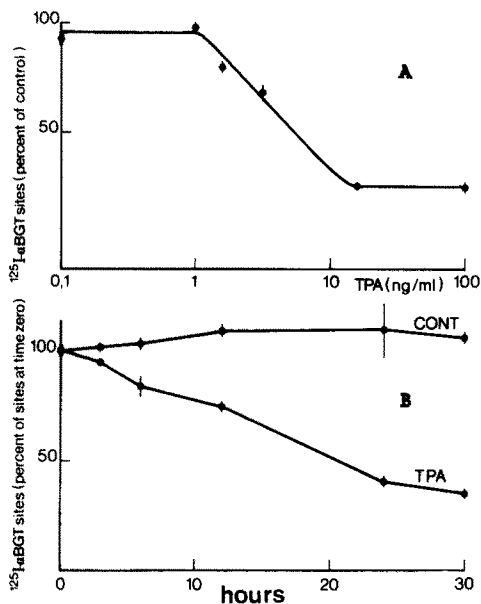 100
50
¹²⁵I-αBGT sites (percent of control)
A
0,1
1
10
TPA (ng/ml)
100
100
50
¹²⁵I-αBGT sites (percent of sites at time zero)
CONT
B
TPA
0
10
20
30
hours